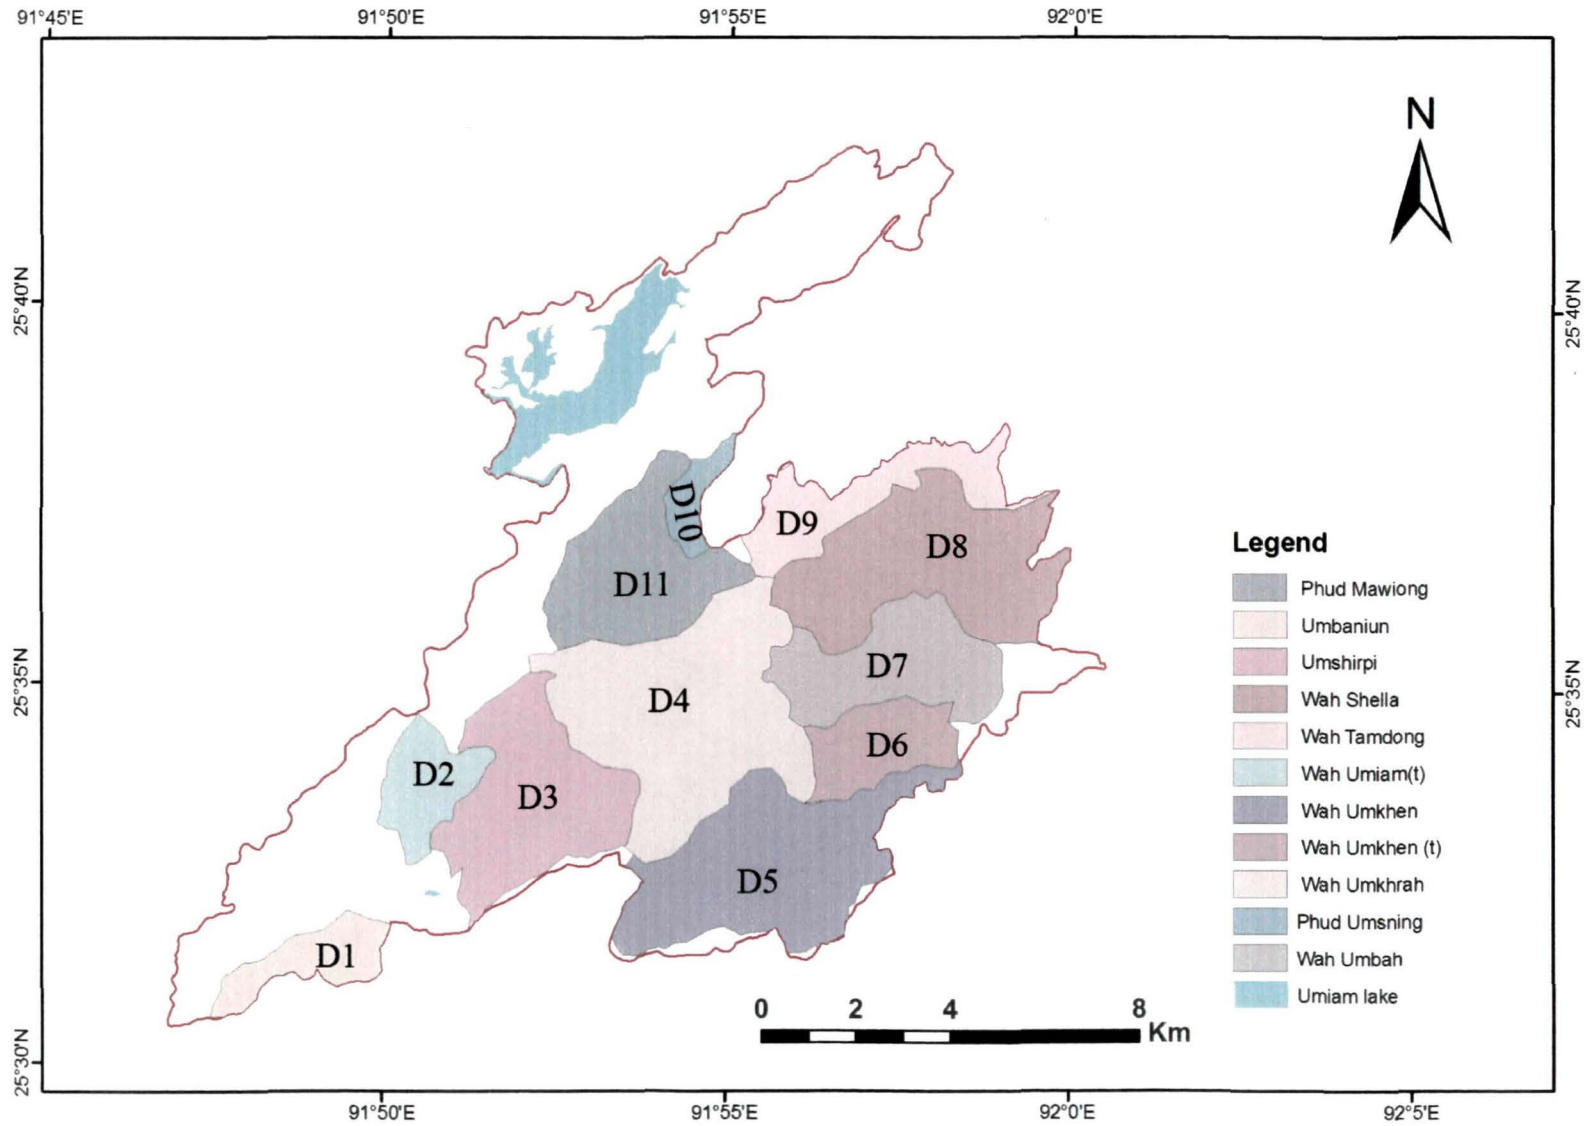 91°45'E 91°50'E 91°55'E 92°0'E
N
25°40'N 25°40'N
D10
D9
D8
D11
Legend
Phud Mawiong
Umbaniun
Umshirpi
Wah Shella
Wah Tamdong
Wah Umiam(t)
Wah Umkhen
Wah Umkhen (t)
Wah Umkhrah
Phud Umsning
Wah Umbah
Umiam lake
25°35'N 25°35'N
D7
D4
D6
D2
D3
D5
D1
0 2 4 8 Km
25°30'N
91°50'E 91°55'E 92°0'E 92°5'E